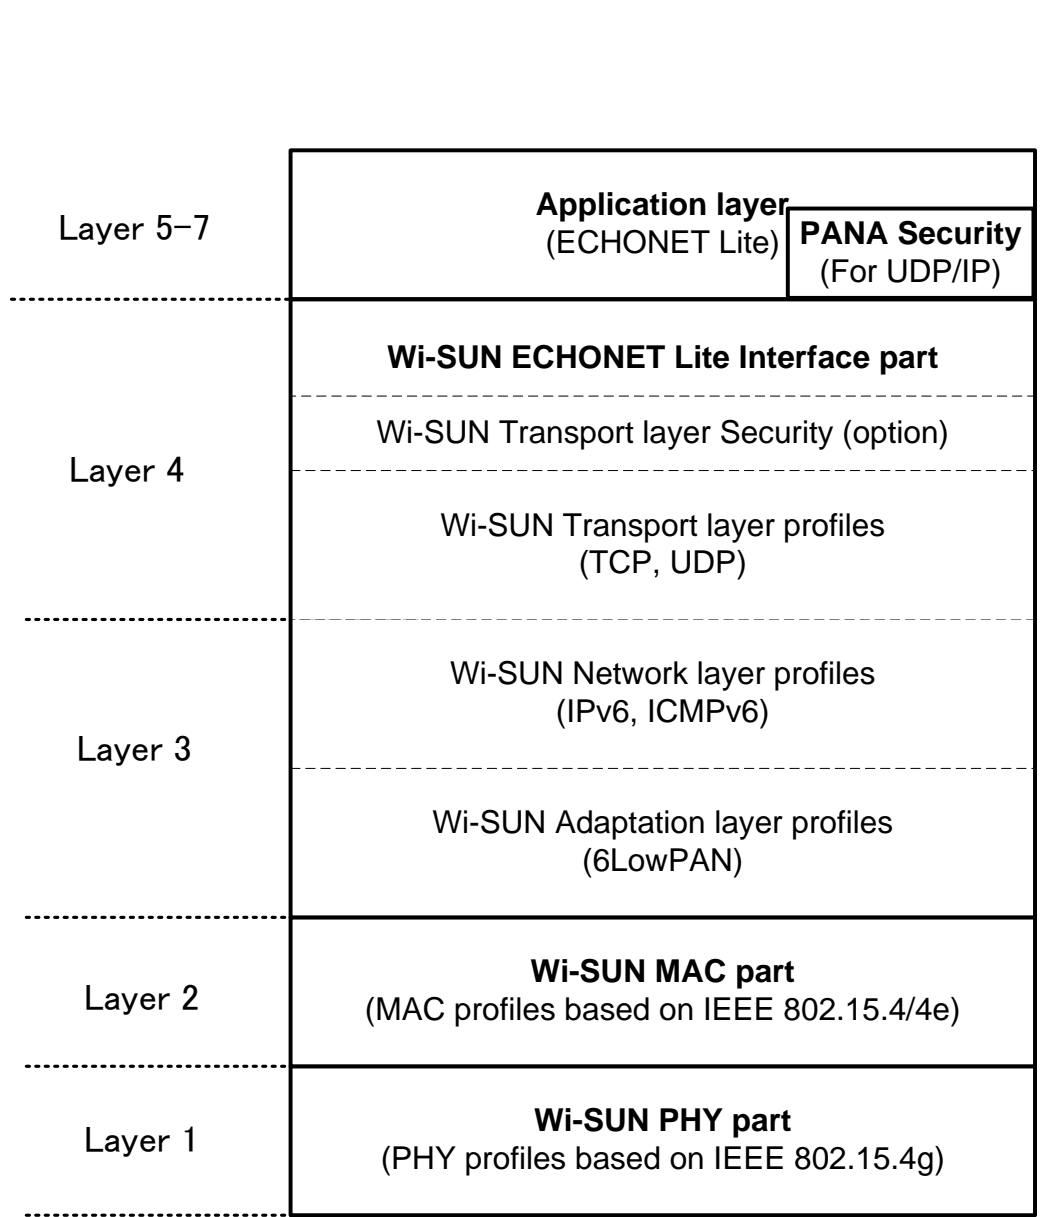 Layer 5-7
Application layer
(ECHONET Lite)
PANA Security
(For UDP/IP)
Layer 4
Wi-SUN ECHONET Lite Interface part
Wi-SUN Transport layer Security (option)
Wi-SUN Transport layer profiles
(TCP, UDP)
Layer 3
Wi-SUN Network layer profiles
(IPv6, ICMPv6)
Wi-SUN Adaptation layer profiles
(6LowPAN)
Layer 2
Wi-SUN MAC part
(MAC profiles based on IEEE 802.15.4/4e)
Layer 1
Wi-SUN PHY part
(PHY profiles based on IEEE 802.15.4g)